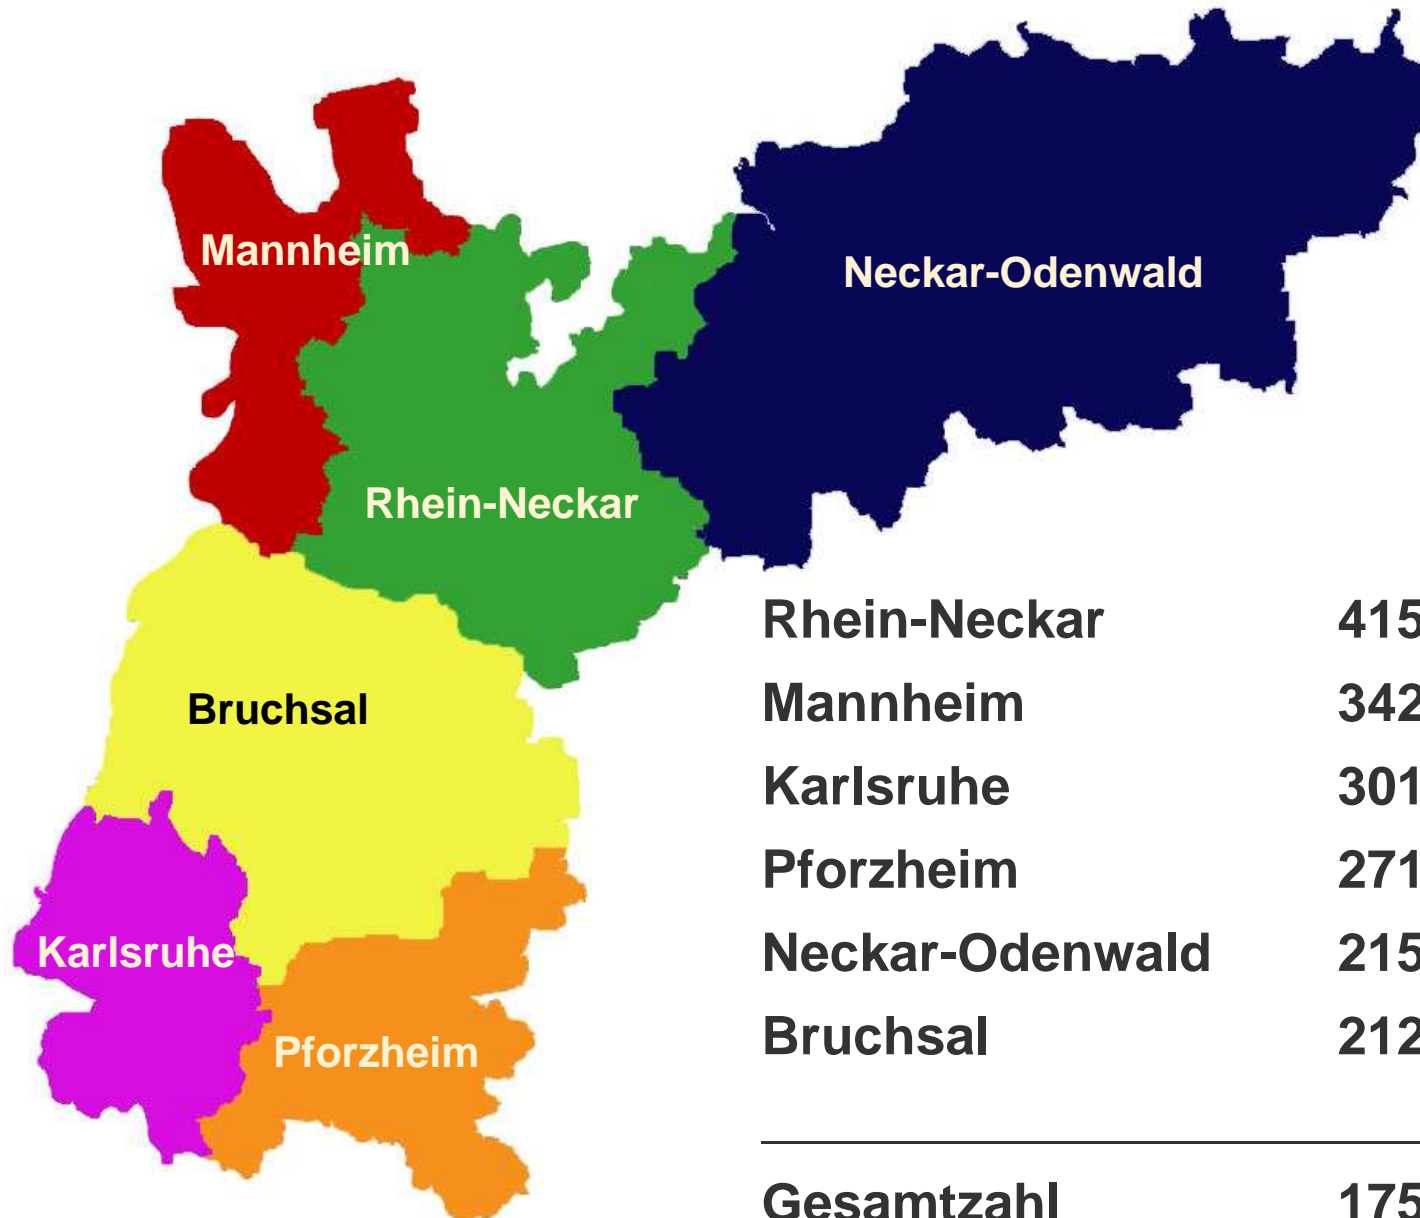 Mannheim
Neckar-Odenwald
Rhein-Neckar
Bruchsal
Karlsruhe
Pforzheim
Rhein-Neckar 415
Mannheim 342
Karlsruhe 301
Pforzheim 271
Neckar-Odenwald 215
Bruchsal 212
Gesamtzahl 175